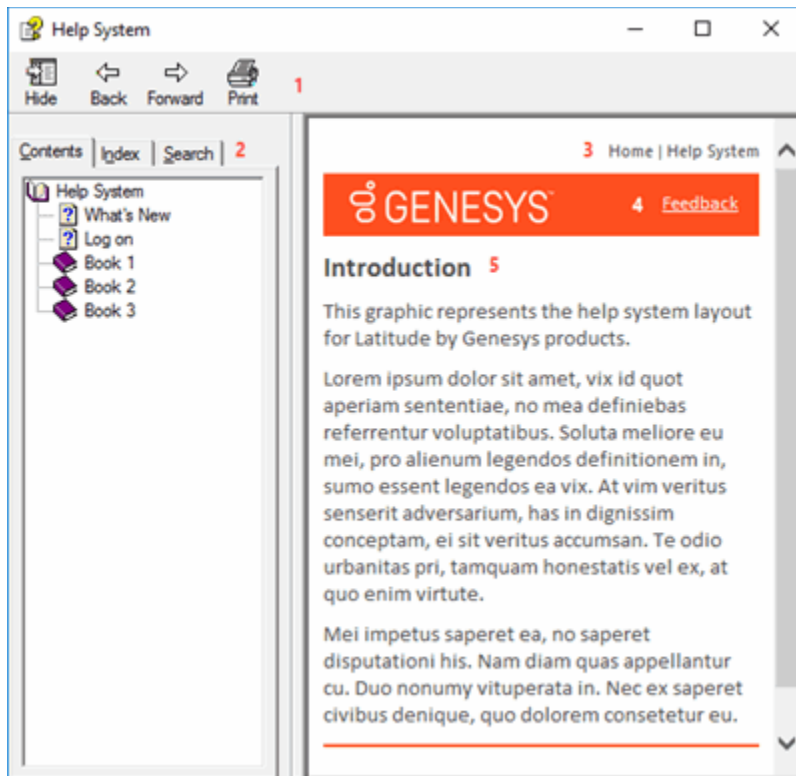 Help System
Hide Back Forward Print 1
Contents Index Search 2
Help System
What's New
Log on
Book 1
Book 2
Book 3
3 Home | Help System
GENESYS™ 4 Feedback
Introduction 5
This graphic represents the help system layout
for Latitude by Genesys products.
Lorem ipsum dolor sit amet, vix id quot
aperiam sententiae, no mea definiebas
referrentur voluptatibus. Soluta meliore eu
mei, pro alienum legendos definitionem in,
sumo essent legendos ea vix. At vim veritus
senserit adversarium, has in dignissim
conceptam, ei sit veritus accumsan. Te odio
urbanitas pri, tamquam honestatis vel ex, at
quo enim virtute.
Mei impetus saperet ea, no saperet
disputationi his. Nam diam quas appellantur
cu. Duo nonumy vituperata in. Nec ex saperet
civibus denique, quo dolorem consetetur eu.